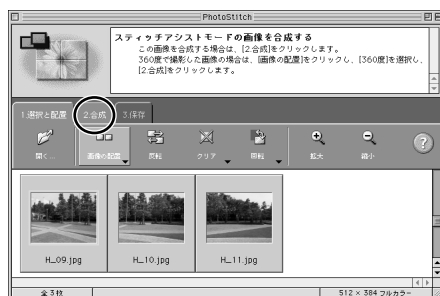 PhotoStitch
スティッチアシストモードの画像を合成する
この画像を合成する場合は、[2.合成]をクリックします。
360度で撮影した画像の場合は、[画像の配置]をクリックし、[360度]を選択し、
[2.合成]をクリックします。
1.選択と配置 2.合成 3.保存
開く... 画像の配置 反転 クリア 回転 拡大 縮小 ?
H_09.jpg H_10.jpg H_11.jpg
全3枚 512 × 384 フルカラー